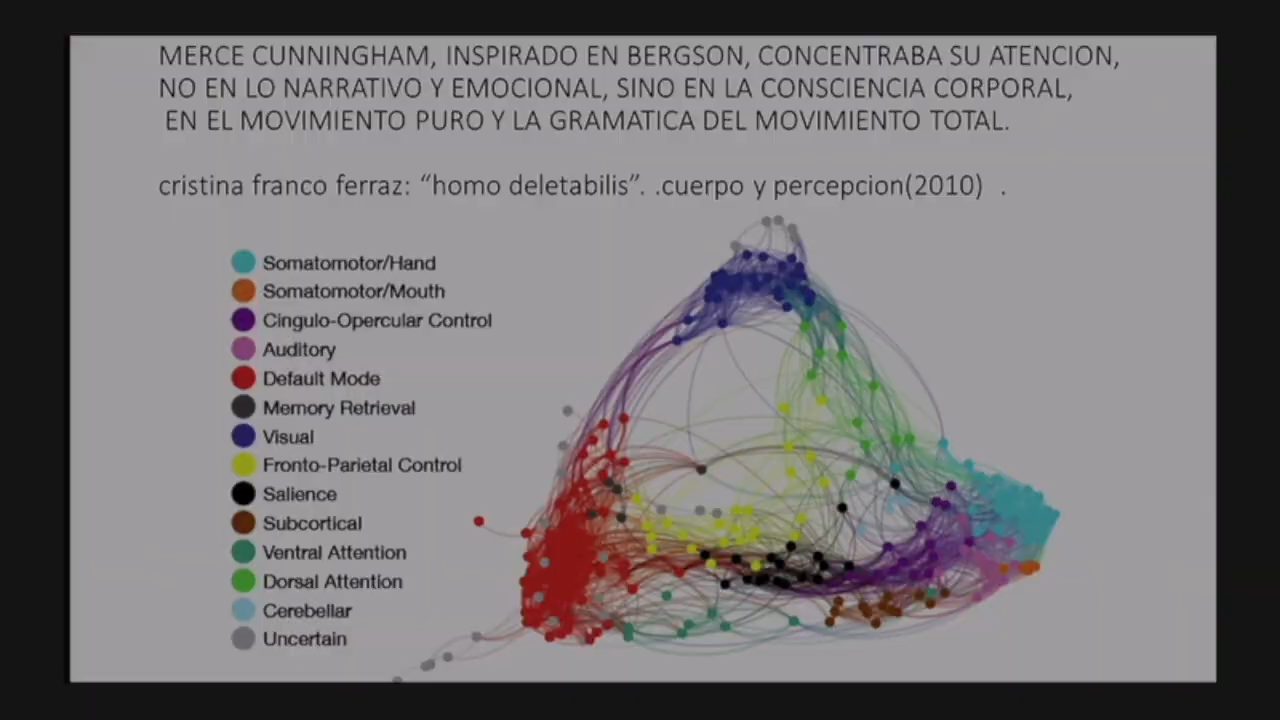 MERCE CUNNINGHAM, INSPIRADO EN BERGSON, CONCENTRABA SU ATENCION,
NO EN LO NARRATIVO Y EMOCIONAL, SINO EN LA CONSCIENCIA CORPORAL,
EN EL MOVIMIENTO PURO Y LA GRAMATICA DEL MOVIMIENTO TOTAL.
cristina franco ferraz: “homo deletabilis”. .cuerpo y percepcion(2010) .
Somatomotor/Hand
Somatomotor/Mouth
Cingulo-Opercular Control
Auditory
Default Mode
Memory Retrieval
Visual
Fronto-Parietal Control
Salience
Subcortical
Ventral Attention
Dorsal Attention
Cerebellar
Uncertain